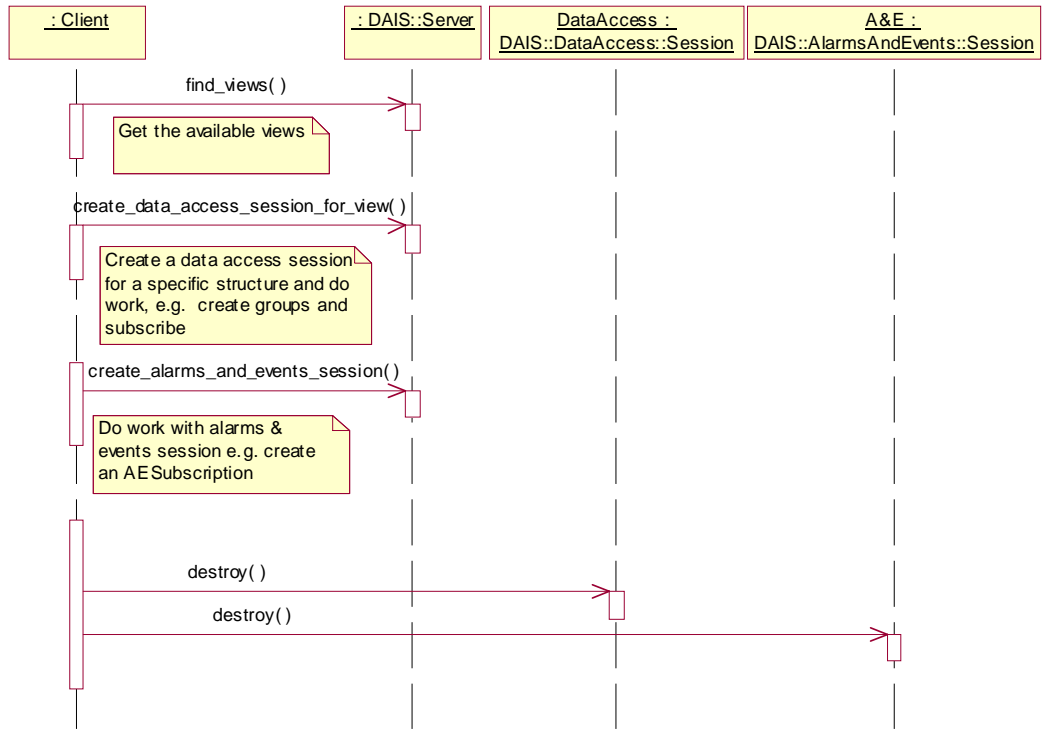 : Client
: DAIS::Server
DataAccess :
DAIS::DataAccess::Session
A&E :
DAIS::AlarmsAndEvents::Session
find_views( )
Get the available views
create_data_access_session_for_view( )
Create a data access session
for a specific structure and do
work, e.g. create groups and
subscribe
create_alarms_and_events_session( )
Do work with alarms &
events session e.g. create
an AESubscription
destroy( )
destroy( )